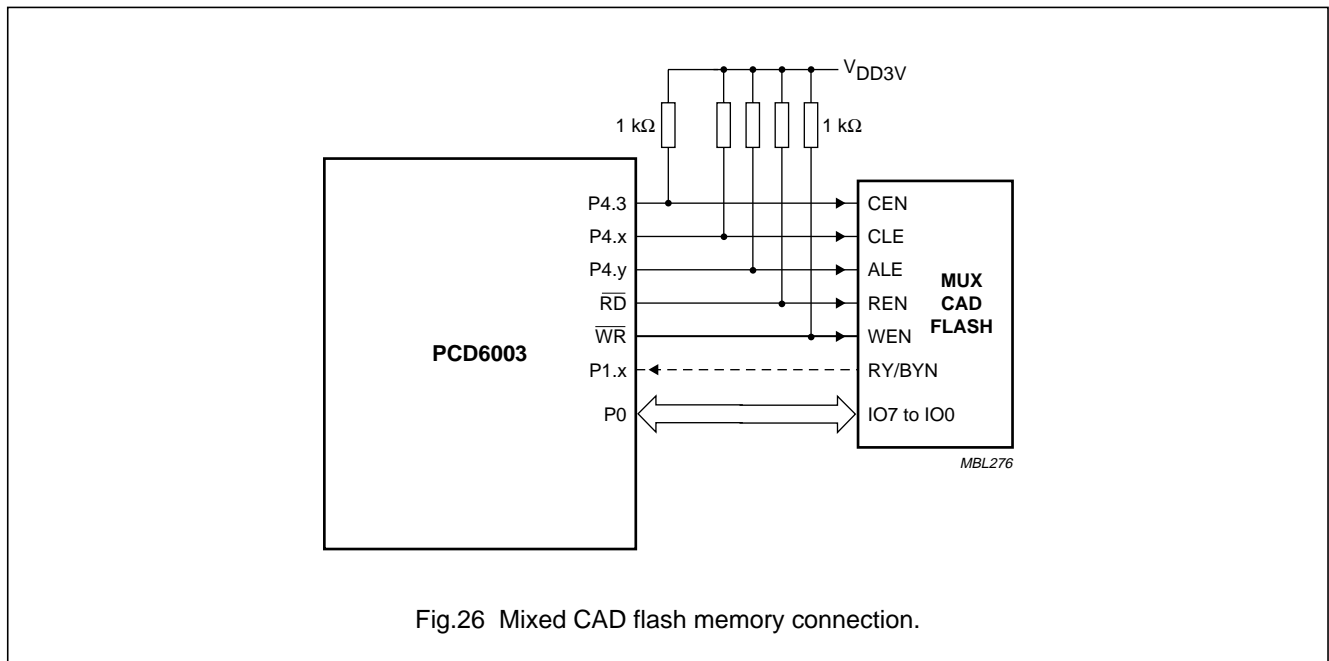 VDD3V
1 kΩ
1 kΩ
P4.3
P4.x
P4.y
RD
WR
P1.x
P0
PCD6003
CEN
CLE
ALE
REN
WEN
RY/BYN
IO7 to IO0
MUX
CAD
FLASH
MBL276
Fig.26 Mixed CAD flash memory connection.